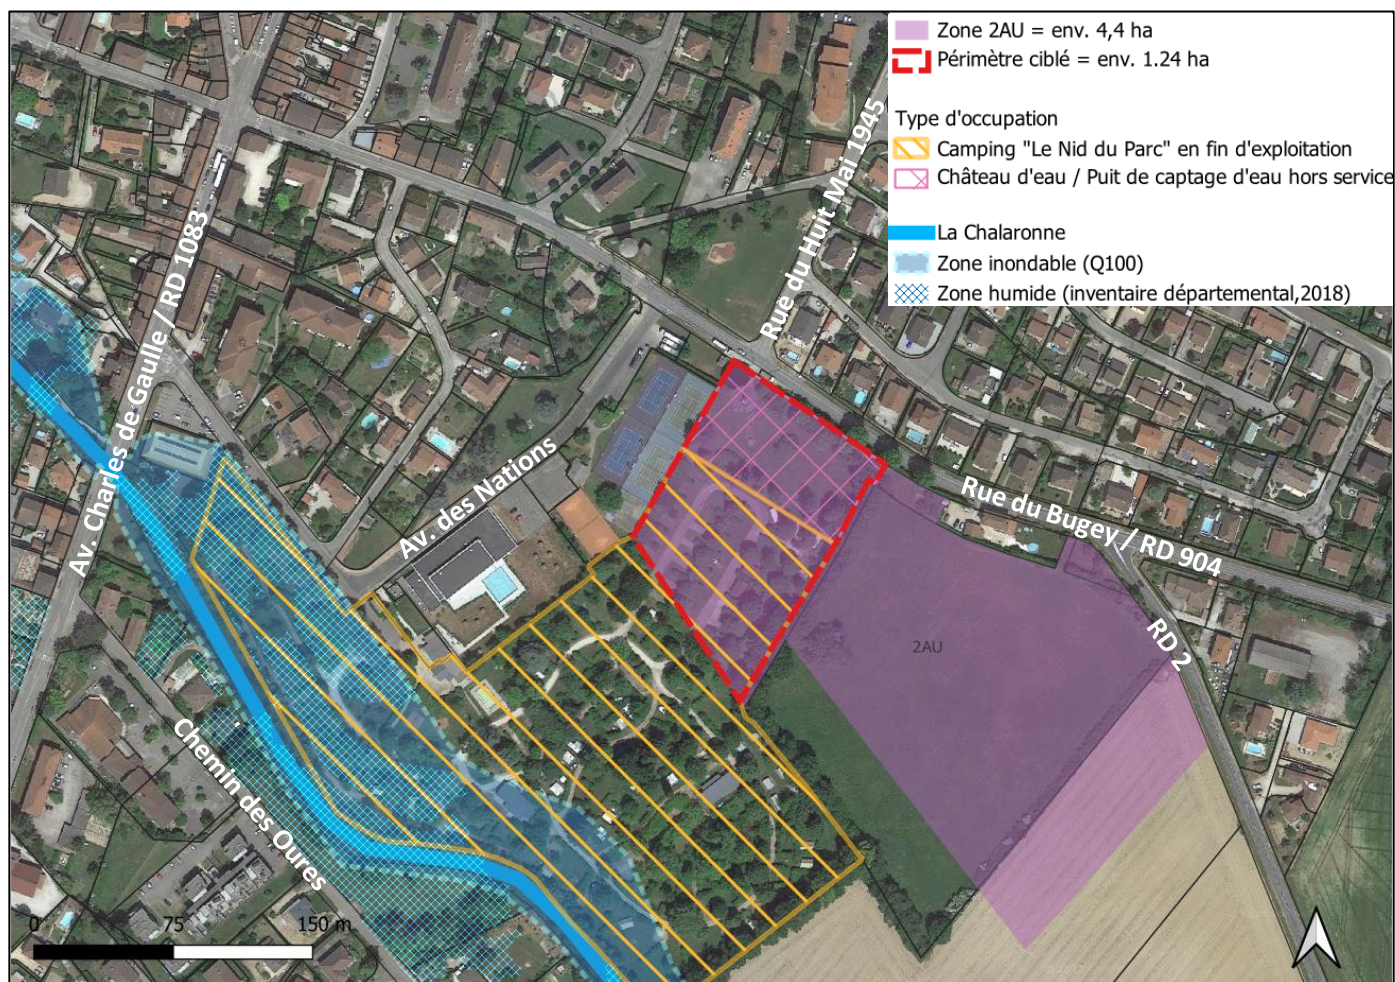 Zone 2AU = env. 4,4 ha
Périmètre ciblé = env. 1.24 ha
Type d'occupation
Camping "Le Nid du Parc" en fin d'exploitation
Château d'eau / Puit de captage d'eau hors service
La Chalaronne
Zone inondable (Q100)
Zone humide (inventaire départemental,2018)
Rue du Huit Mai 1945
Av. Charles de Gaulle / RD 1083
Av. des Nations
Rue du Bugey / RD 904
RD 2
2AU
Chemin des Oures
0 75 150 m